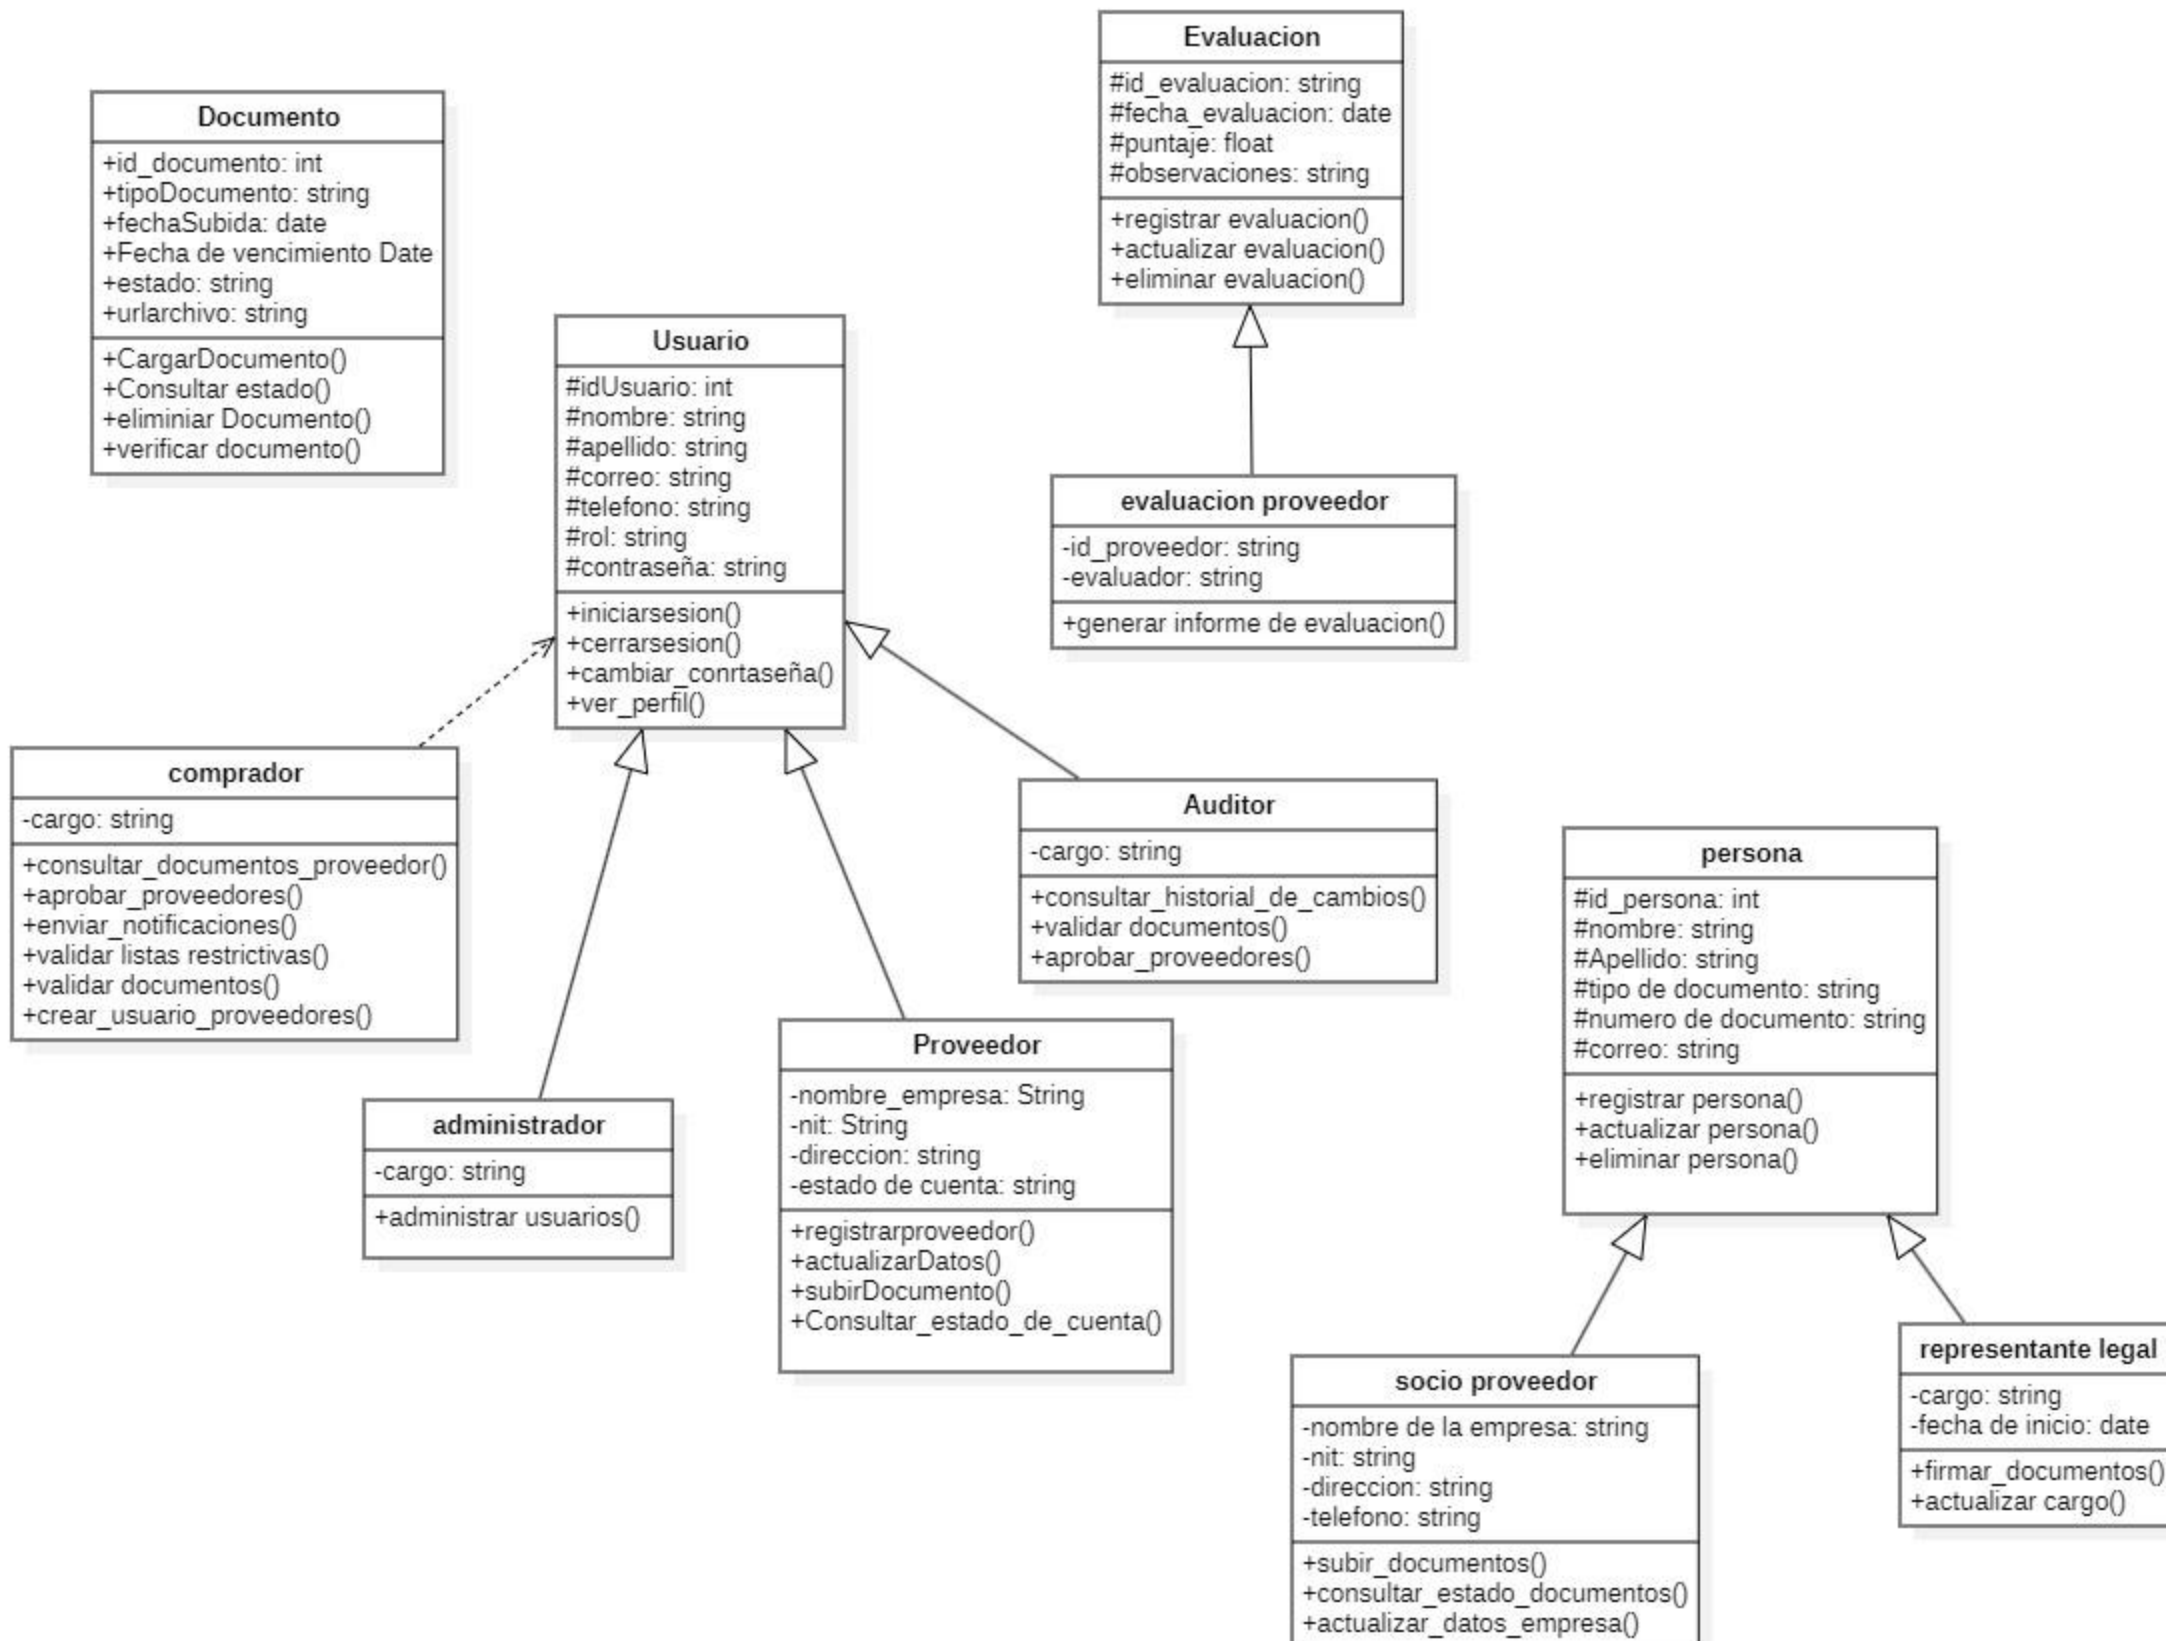 Evaluacion
#id_evaluacion: string
#fecha_evaluacion: date
#puntaje: float
#observaciones: string
+registrar evaluacion()
+actualizar evaluacion()
+eliminar evaluacion()
Documento
+id_documento: int
+tipoDocumento: string
+fechaSubida: date
+Fecha de vencimiento Date
+estado: string
+urlarchivo: string
+CargarDocumento()
+Consultar estado()
+eliminiar Documento()
+verificar documento()
Usuario
#idUsuario: int
#nombre: string
#apellido: string
#correo: string
#telefono: string
#rol: string
#contraseña: string
+iniciarsesion()
+cerrarsesion()
+cambiar_conrtaseña()
+ver_perfil()
evaluacion proveedor
-id_proveedor: string
-evaluador: string
+generar informe de evaluacion()
comprador
-cargo: string
+consultar_documentos_proveedor()
+aprobar_proveedores()
+enviar_notificaciones()
+validar listas restrictivas()
+validar documentos()
+crear_usuario_proveedores()
Auditor
-cargo: string
+consultar_historial_de_cambios()
+validar documentos()
+aprobar_proveedores()
persona
#id_persona: int
#nombre: string
#Apellido: string
#tipo de documento: string
#numero de documento: string
#correo: string
+registrar persona()
+actualizar persona()
+eliminar persona()
administrador
-cargo: string
+administrar usuarios()
Proveedor
-nombre_empresa: String
-nit: String
-direccion: string
-estado de cuenta: string
+registrarproveedor()
+actualizarDatos()
+subirDocumento()
+Consultar_estado_de_cuenta()
socio proveedor
-nombre de la empresa: string
-nit: string
-direccion: string
-telefono: string
+subir_documentos()
+consultar_estado_documentos()
+actualizar_datos_empresa()
representante legal
-cargo: string
-fecha de inicio: date
+firmar_documentos()
+actualizar cargo()